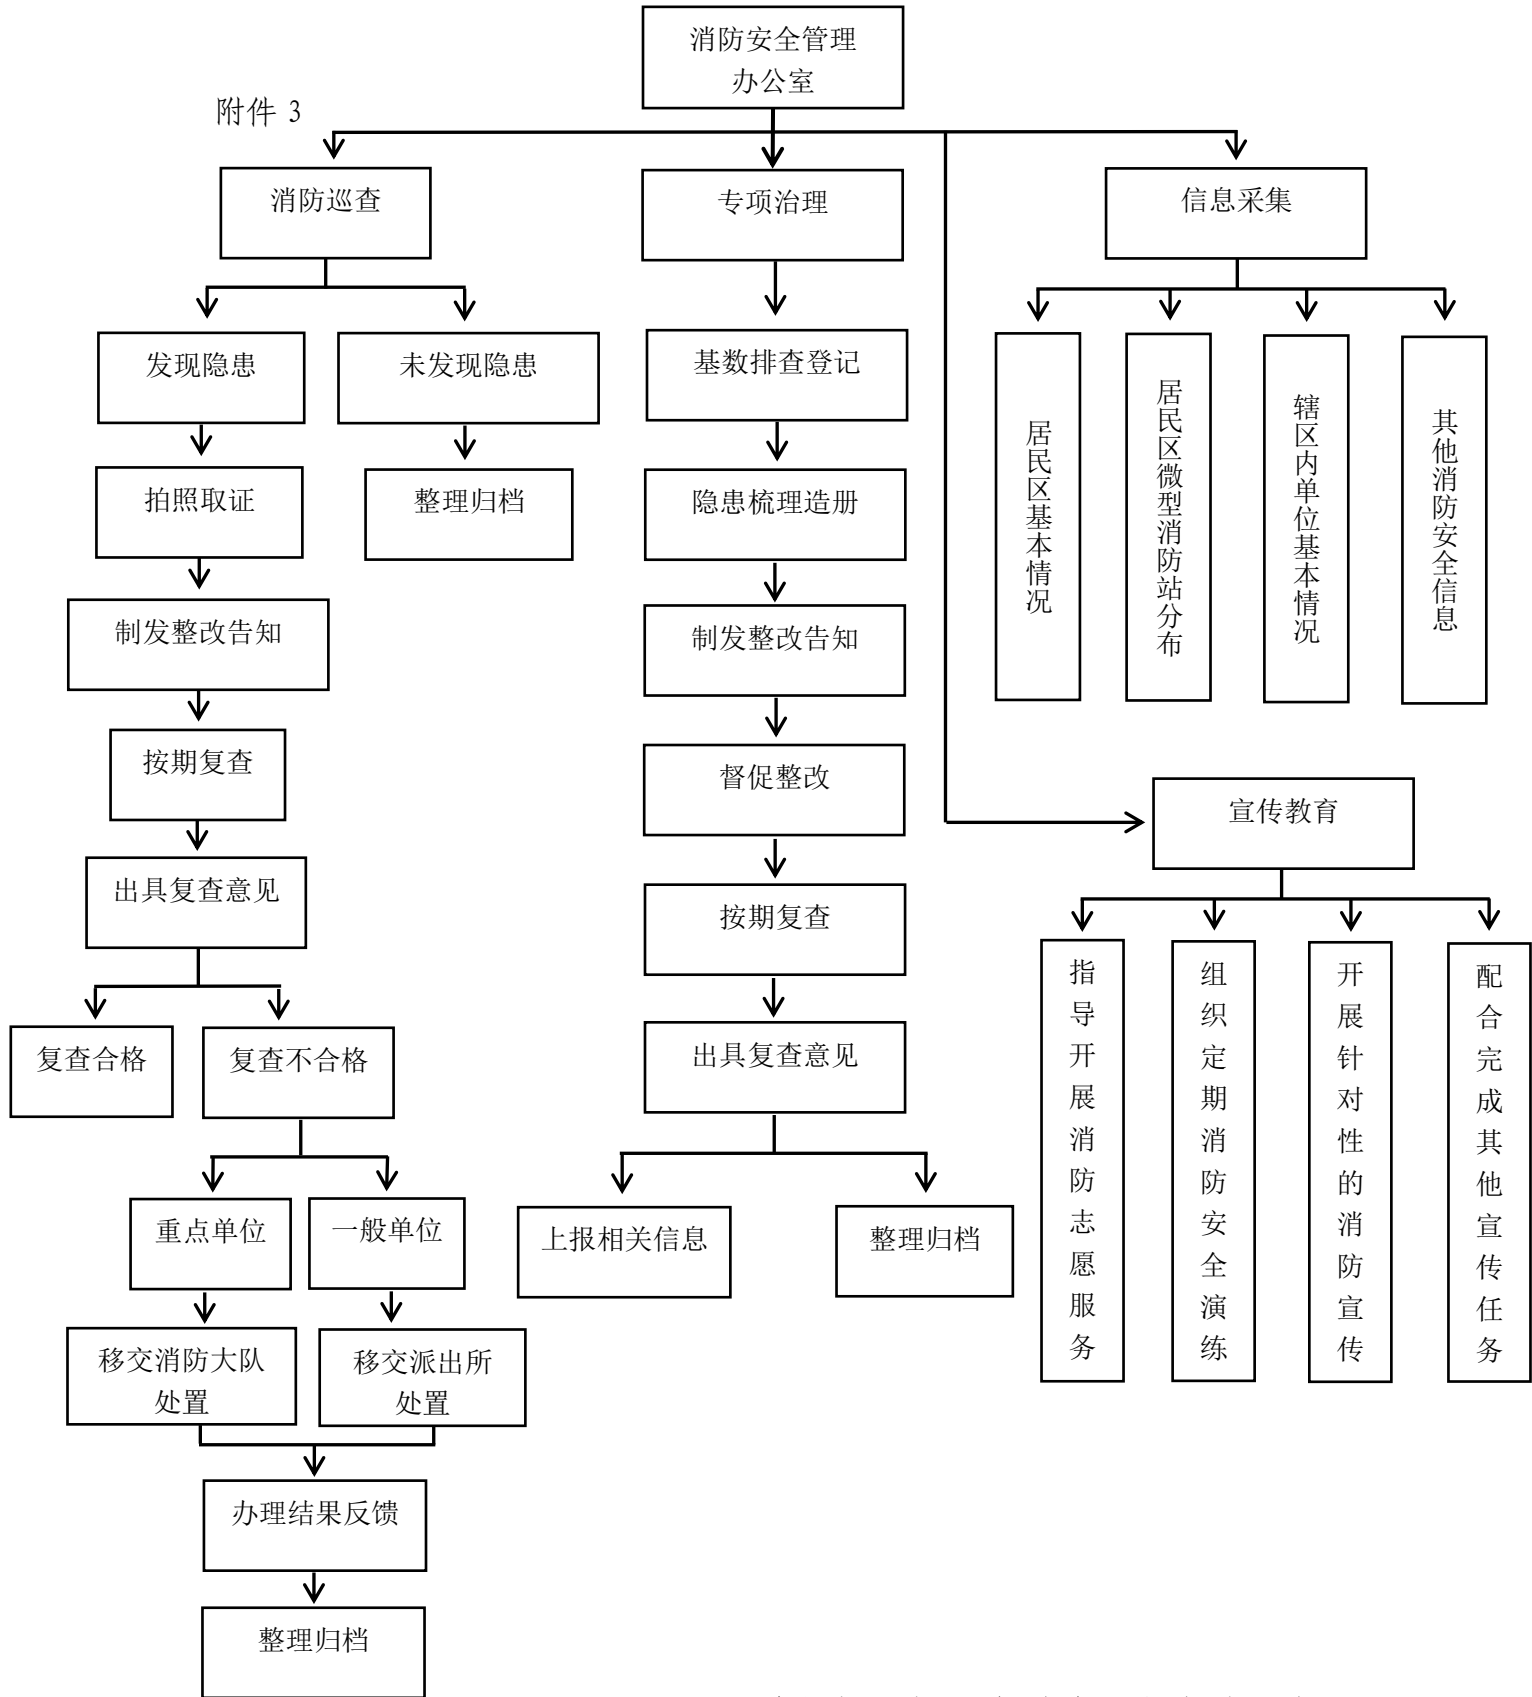 消防安全管理
办公室
附件 3
消防巡查
专项治理
信息采集
发现隐患
未发现隐患
基数排查登记
居民区基本情况
居民区微型消防站分布
辖区内单位基本情况
其他消防安全信息
拍照取证
整理归档
隐患梳理造册
制发整改告知
制发整改告知
按期复查
督促整改
宣传教育
出具复查意见
按期复查
指导开展消防志愿服务
组织定期消防安全演练
开展针对性的消防宣传
配合完成其他宣传任务
复查合格
复查不合格
出具复查意见
重点单位
一般单位
上报相关信息
整理归档
移交消防大队
处置
移交派出所
处置
办理结果反馈
整理归档